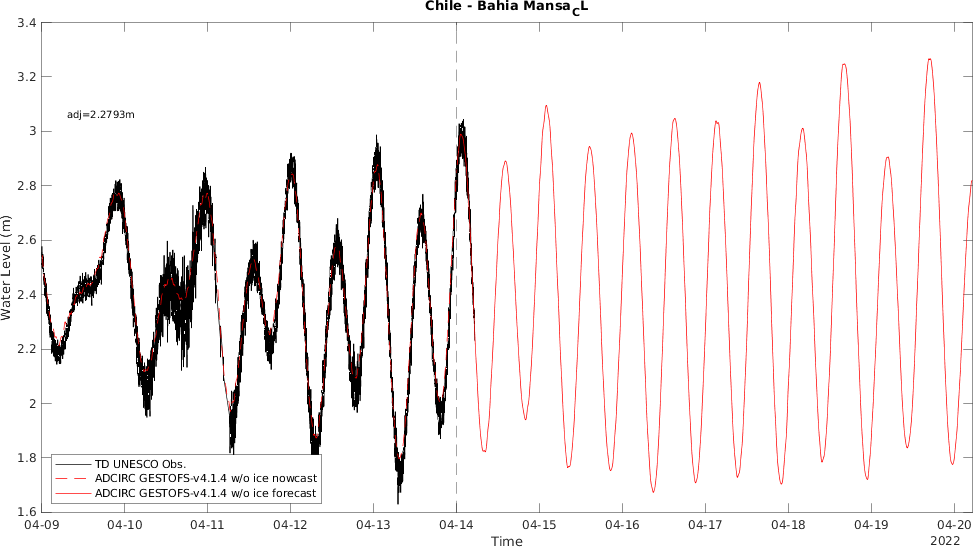 Chile - Bahia Mansa_CL
3.4
3.2
3
2.8
2.6
2.4
2.2
2
1.8
1.6
Water Level (m)
adj=2.2793m
TD UNESCO Obs.
ADCIRC GESTOFS-v4.1.4 w/o ice nowcast
ADCIRC GESTOFS-v4.1.4 w/o ice forecast
04-09 04-10 04-11 04-12 04-13 04-14 04-15 04-16 04-17 04-18 04-19 04-20
Time
2022